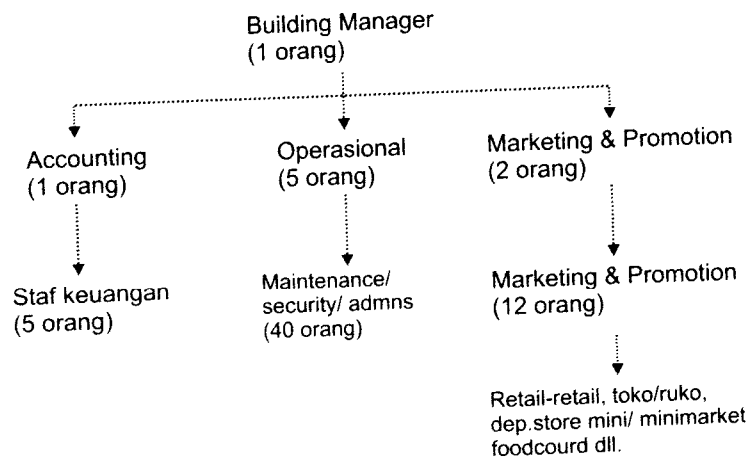 Building Manager
(1 orang)
Accounting
(1 orang)
Operasional
(5 orang)
Marketing & Promotion
(2 orang)
Staf keuangan
(5 orang)
Maintenance/
security/ admns
(40 orang)
Marketing & Promotion
(12 orang)
Retail-retail, toko/ruko,
dep.store mini/ minimarket
foodcourd dll.